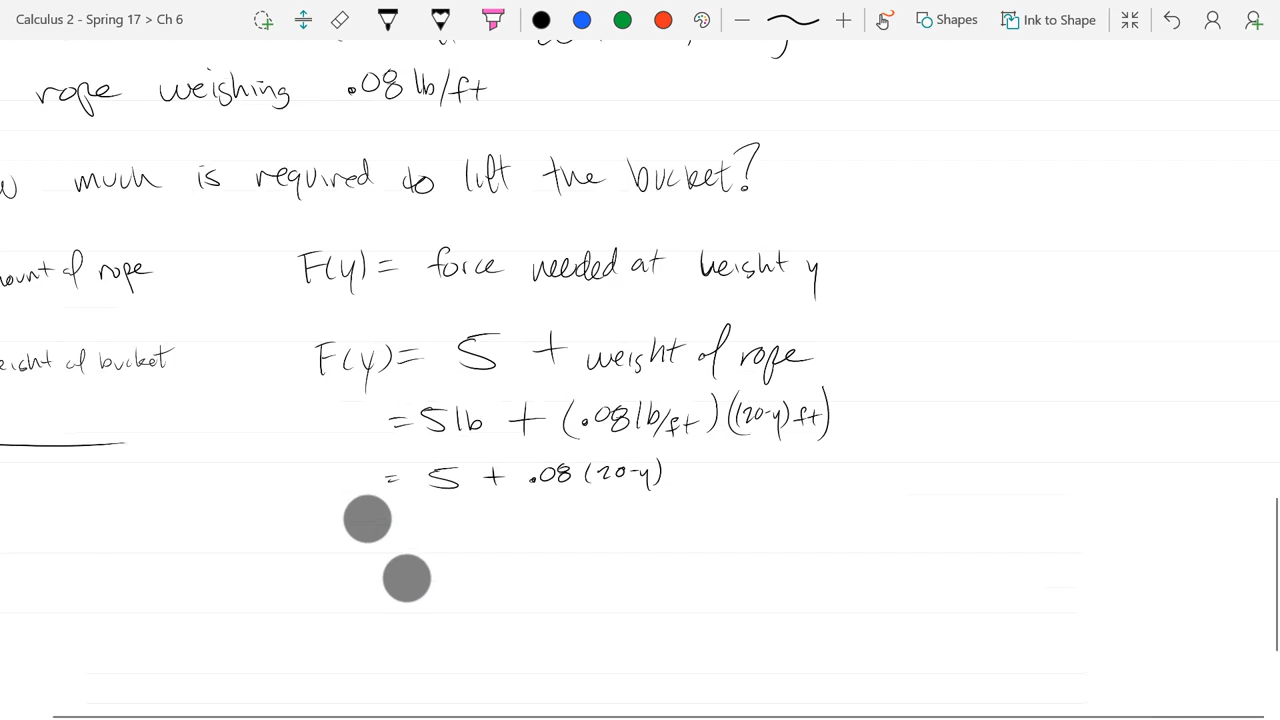 Calculus 2 - Spring 17 > Ch 6
Shapes
Ink to Shape
rope weighing .08 lb/ft
much is required to lift the bucket?
of rope
F(y) = force needed at height y
of bucket
F(y) = 5 + weight of rope
= 5 lb + (.08 lb/ft)((20-y) ft)
= 5 + .08 (20-y)